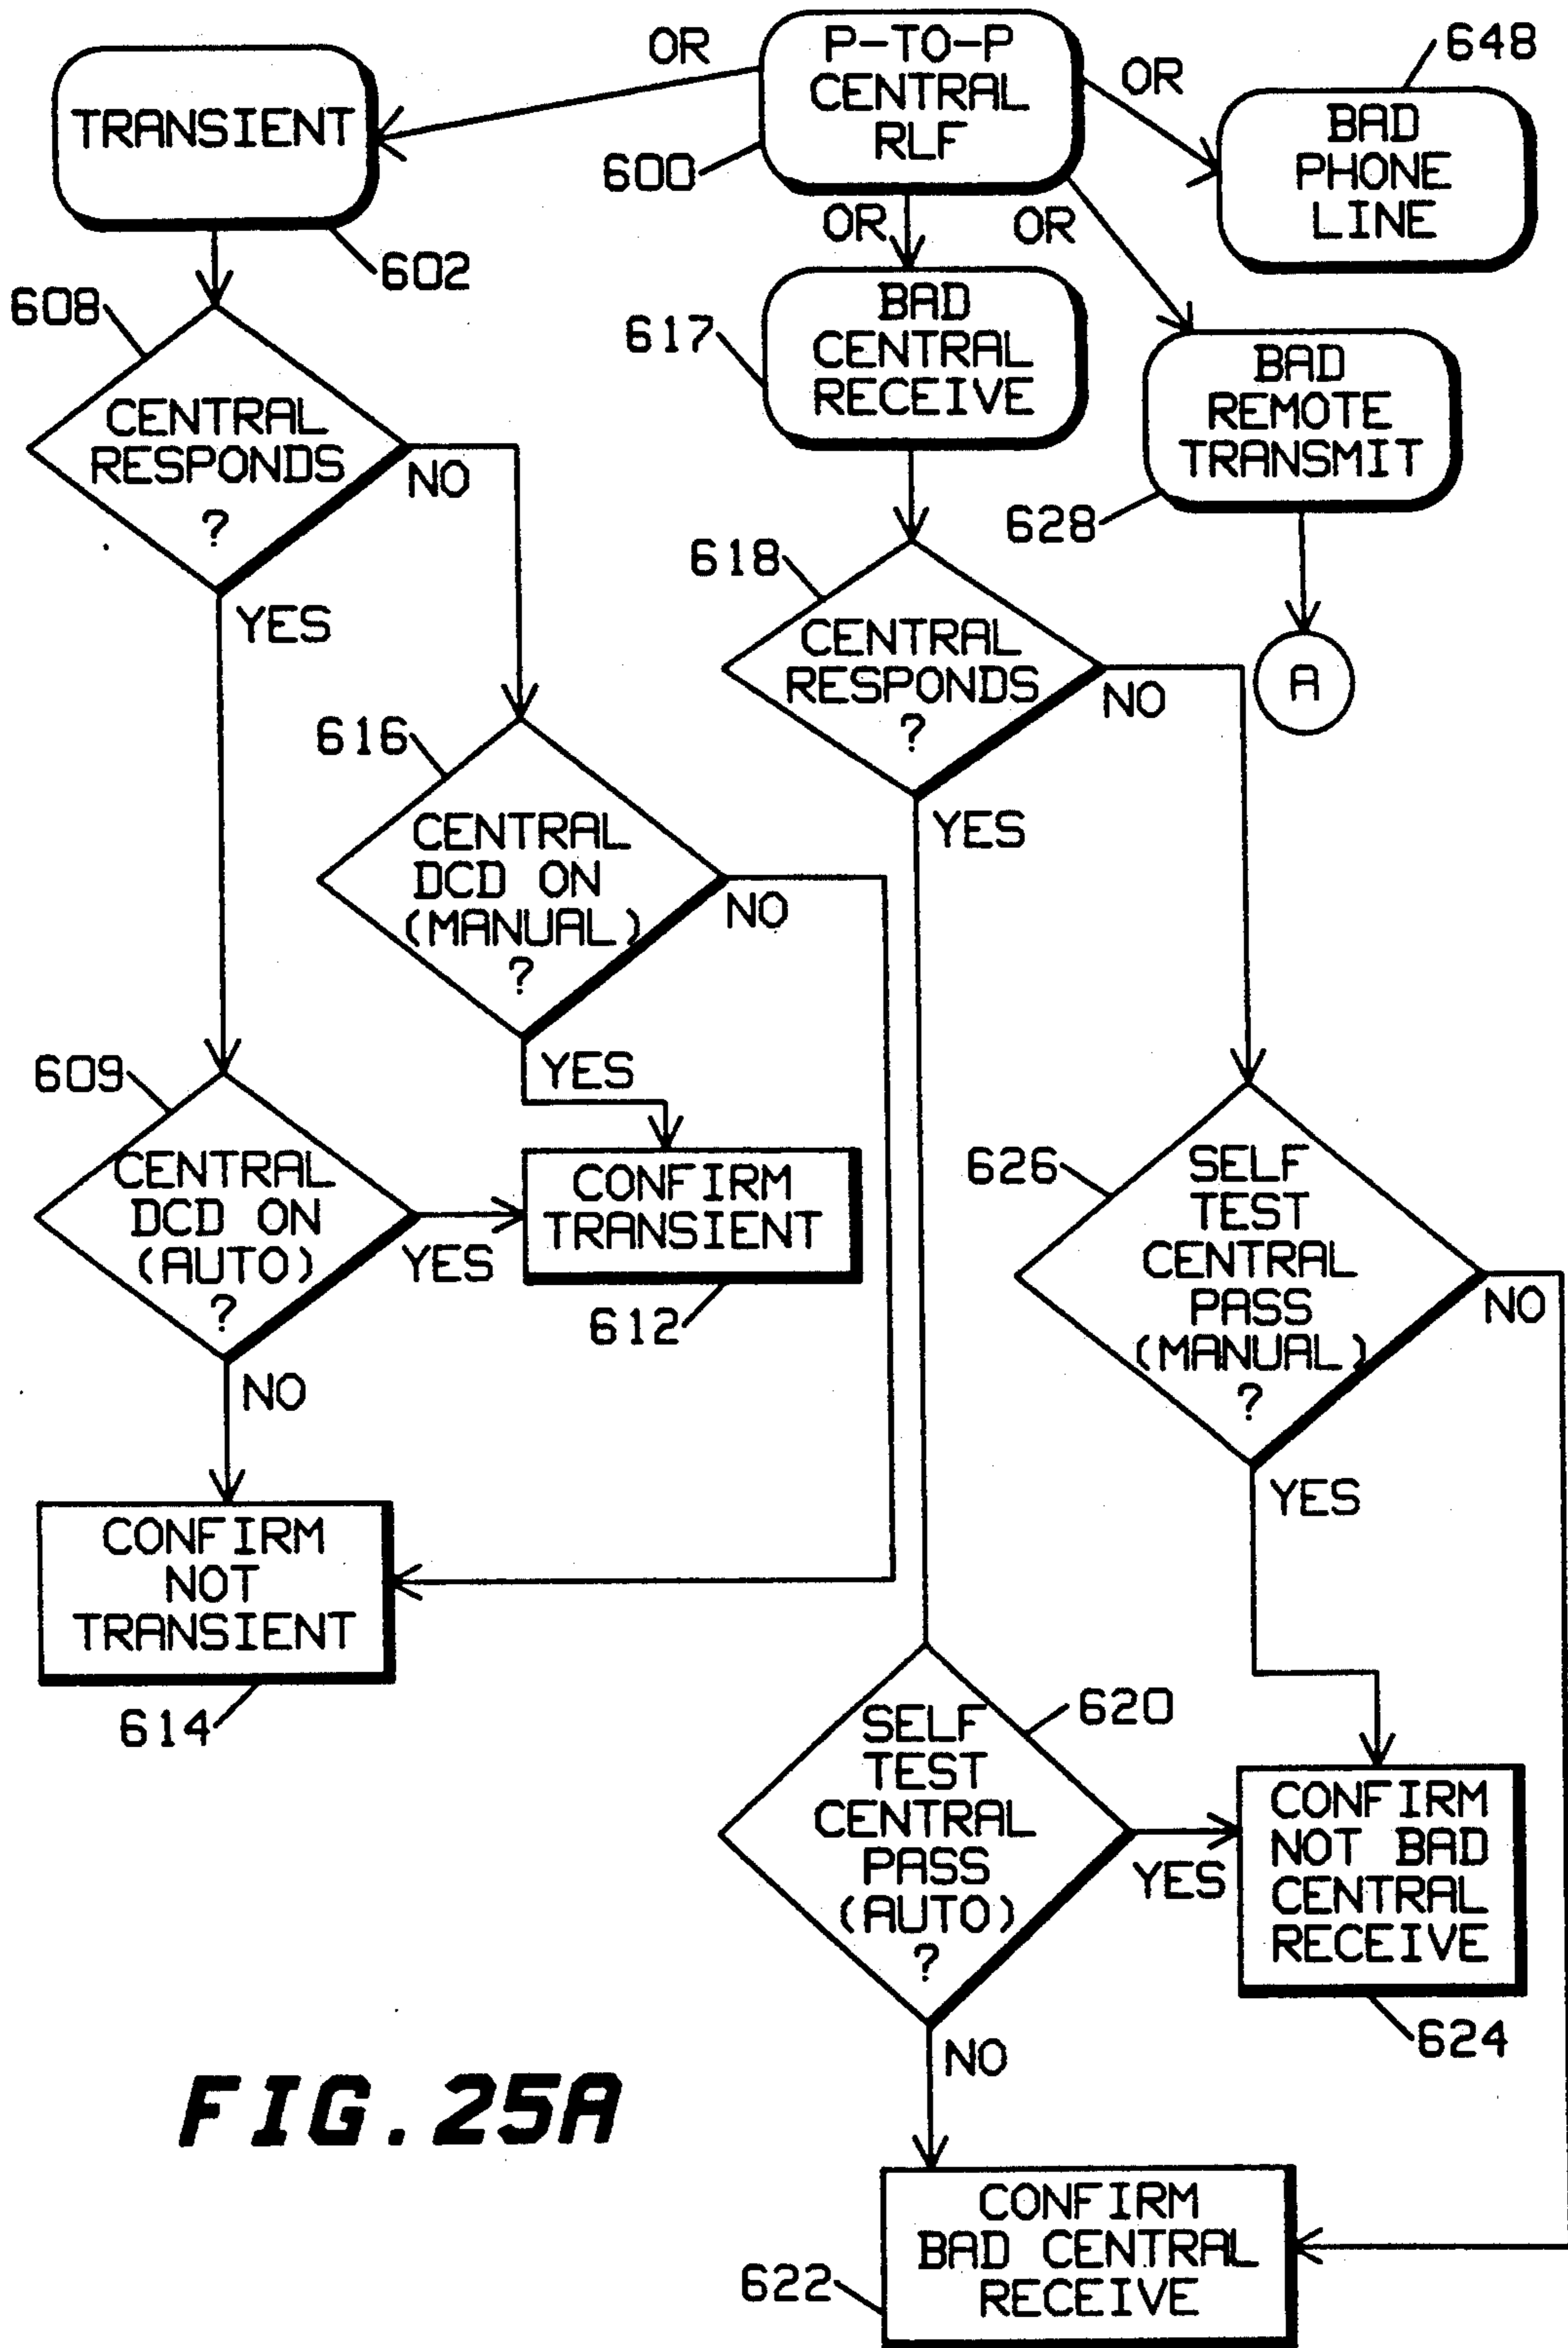 OR
P-TO-P
CENTRAL
RLF
600
OR
648
TRANSIENT
602
BAD
PHONE
LINE
OR
OR
608
CENTRAL
RESPONDS
?
NO
YES
617
BAD
CENTRAL
RECEIVE
BAD
REMOTE
TRANSMIT
628
A
618
CENTRAL
RESPONDS
?
NO
YES
616
CENTRAL
DCD ON
(MANUAL)
?
NO
YES
609
CENTRAL
DCD ON
(AUTO)
?
YES
NO
CONFIRM
TRANSIENT
612
626
SELF
TEST
CENTRAL
PASS
(MANUAL)
?
NO
YES
CONFIRM
NOT
TRANSIENT
614
620
SELF
TEST
CENTRAL
PASS
(AUTO)
?
YES
NO
CONFIRM
NOT BAD
CENTRAL
RECEIVE
624
FIG. 25A
CONFIRM
BAD CENTRAL
RECEIVE
622